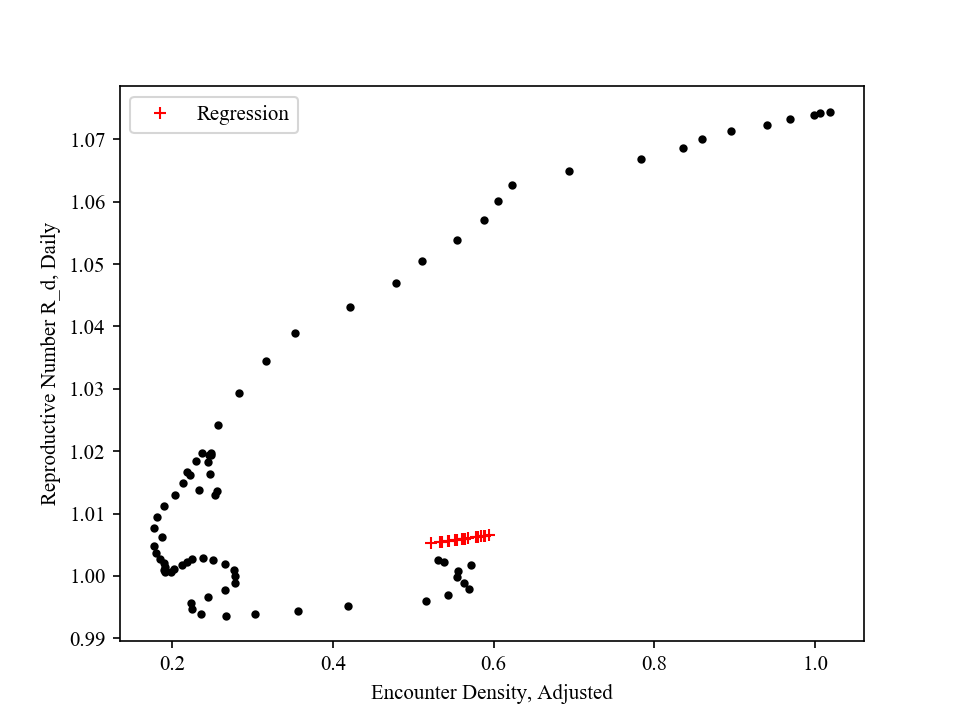 Regression
1.07
1.06
1.05
1.04
1.03
1.02
1.01
1.00
0.99
Reproductive Number R_d, Daily
0.2 0.4 0.6 0.8 1.0
Encounter Density, Adjusted